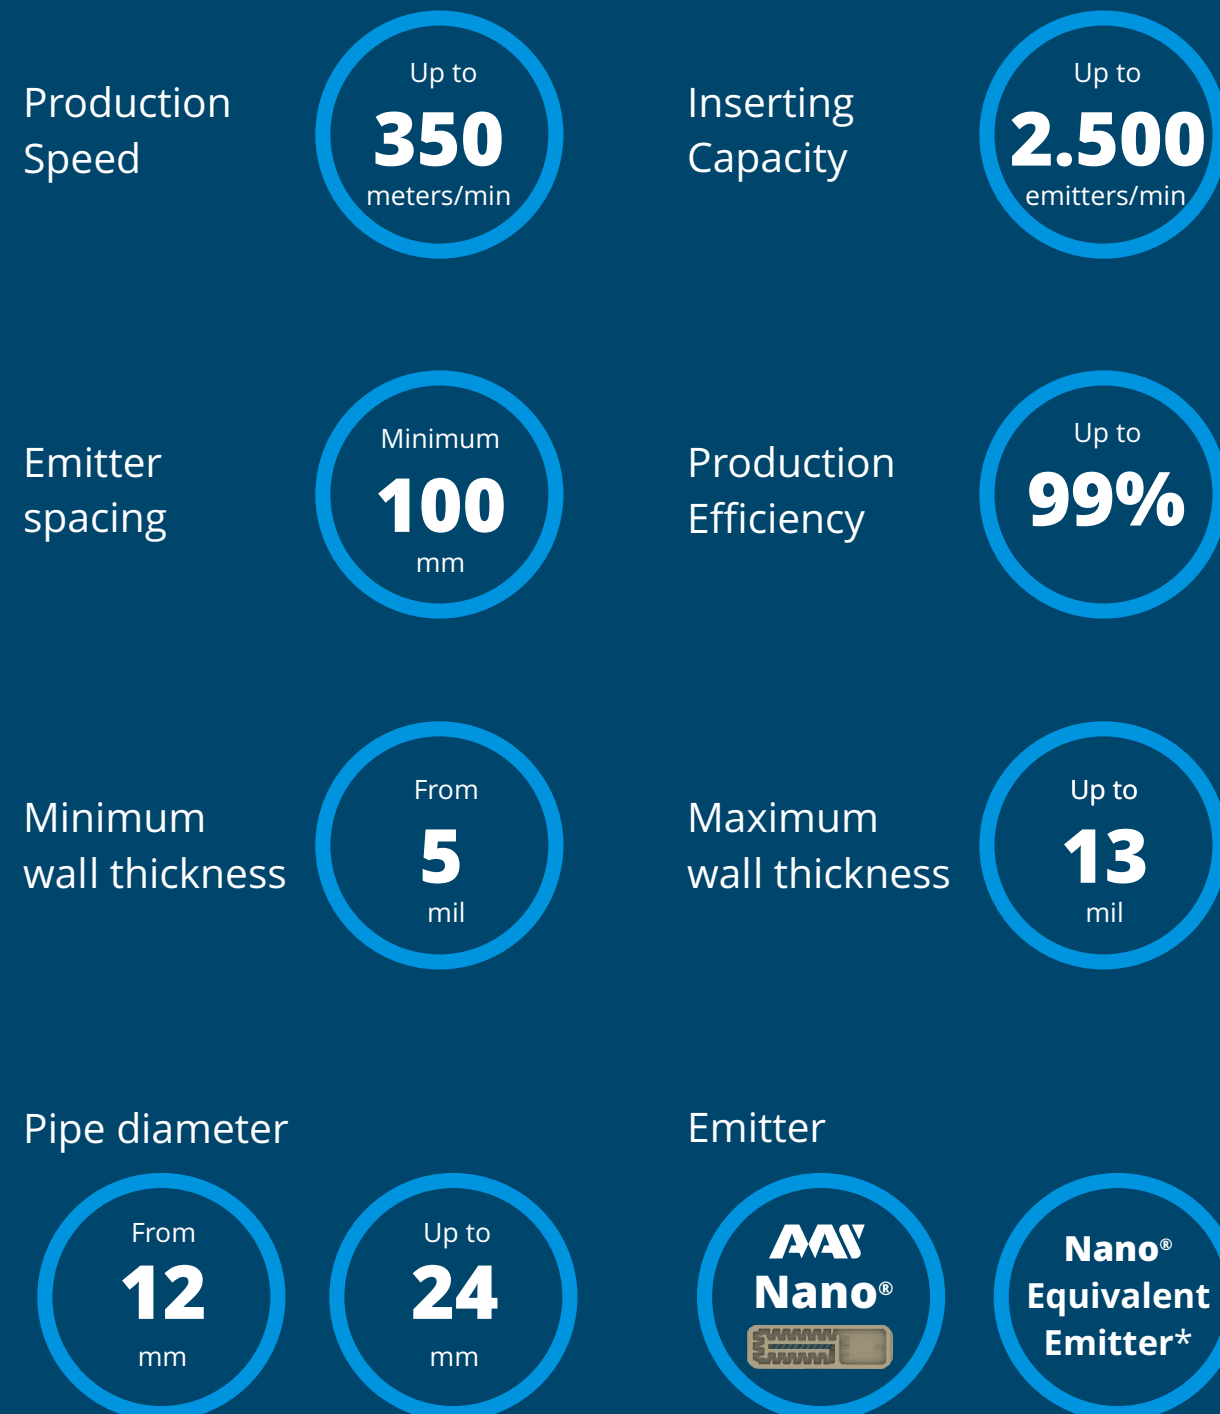 Production
Speed
Up to
350
meters/min
Inserting
Capacity
Up to
2.500
emitters/min
Emitter
spacing
Minimum
100
mm
Production
Efficiency
Up to
99%
Minimum
wall thickness
From
5
mil
Maximum
wall thickness
Up to
13
mil
Pipe diameter
From
12
mm
Up to
24
mm
Emitter
Nano®
Nano®
Equivalent
Emitter*